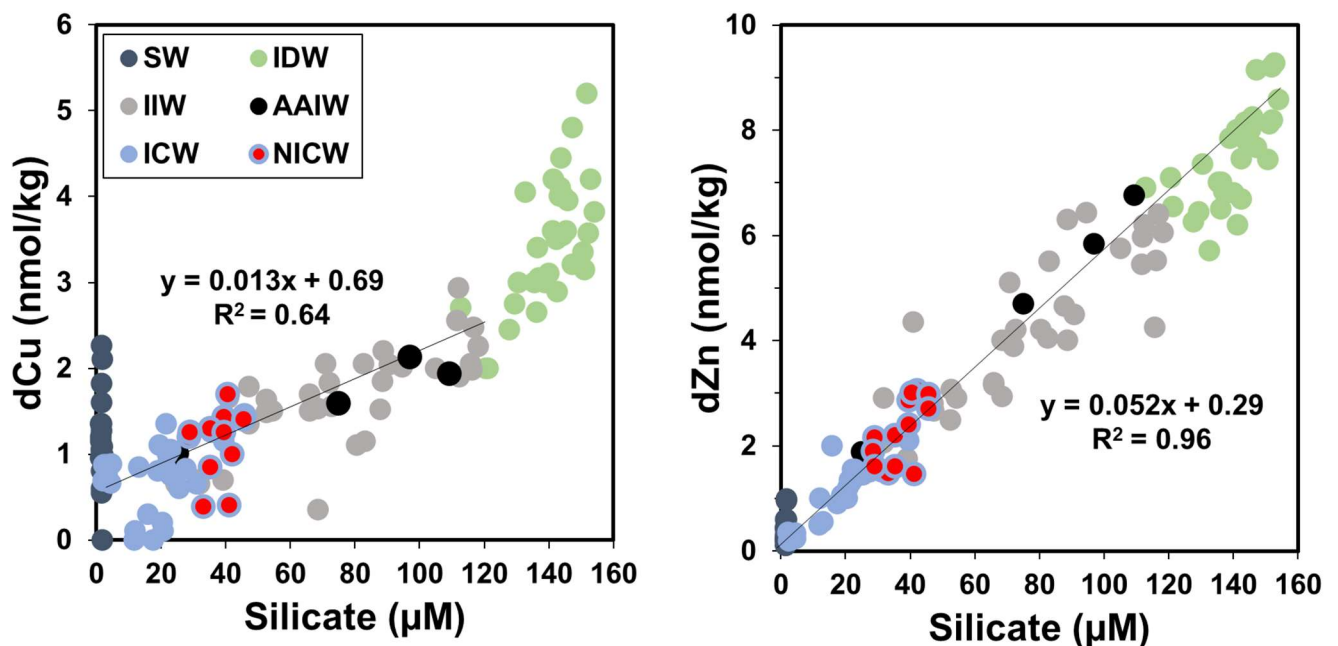 6
5
4
3
2
1
0
dCu (nmol/kg)
SW IDW
IIW AAIW
ICW NICW
y = 0.013x + 0.69
R² = 0.64
0 20 40 60 80 100 120 140 160
Silicate (µM)
10
8
6
4
2
0
dZn (nmol/kg)
y = 0.052x + 0.29
R² = 0.96
0 20 40 60 80 100 120 140 160
Silicate (µM)